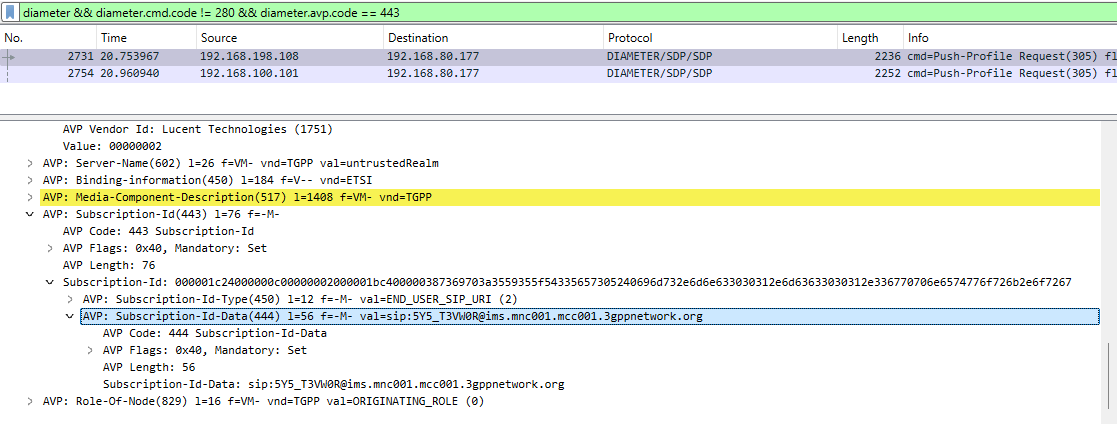 diameter && diameter.cmd.code != 280 && diameter.avp.code == 443
No. Time Source Destination Protocol Length Info
2731 20.753967 192.168.198.108 192.168.80.177 DIAMETER/SDP/SDP 2236 cmd=Push-Profile Request(305) fl
2754 20.960940 192.168.100.101 192.168.80.177 DIAMETER/SDP/SDP 2252 cmd=Push-Profile Request(305) fl
AVP Vendor Id: Lucent Technologies (1751)
Value: 00000002
AVP: Server-Name(602) l=26 f=VM- vnd=TGPP val=untrustedRealm
AVP: Binding-information(450) l=184 f=V-- vnd=ETSI
AVP: Media-Component-Description(517) l=1408 f=VM- vnd=TGPP
AVP: Subscription-Id(443) l=76 f=-M-
AVP Code: 443 Subscription-Id
AVP Flags: 0x40, Mandatory: Set
AVP Length: 76
Subscription-Id: 000001c24000000c00000002000001bc400000387369703a3559355f54335657305240696d732e6d6e633030312e6d63633030312e336770706e6574776f726b2e6f7267
AVP: Subscription-Id-Type(450) l=12 f=-M- val=END_USER_SIP_URI (2)
AVP: Subscription-Id-Data(444) l=56 f=-M- val=sip:5Y5_T3VW0R@ims.mnc001.mcc001.3gppnetwork.org
AVP Code: 444 Subscription-Id-Data
AVP Flags: 0x40, Mandatory: Set
AVP Length: 56
Subscription-Id-Data: sip:5Y5_T3VW0R@ims.mnc001.mcc001.3gppnetwork.org
AVP: Role-Of-Node(829) l=16 f=VM- vnd=TGPP val=ORIGINATING_ROLE (0)